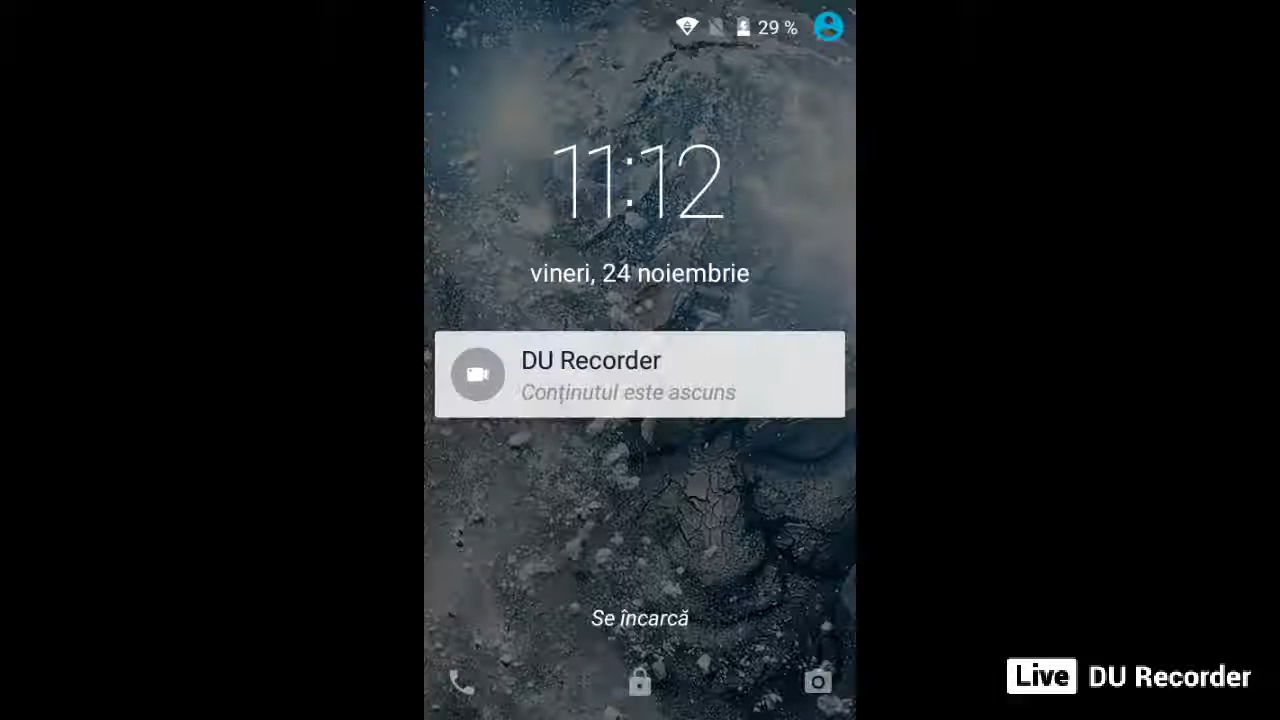 29 %
11:12
vineri, 24 noiembrie
DU Recorder
Conținutul este ascuns
Se încarcă
Live DU Recorder